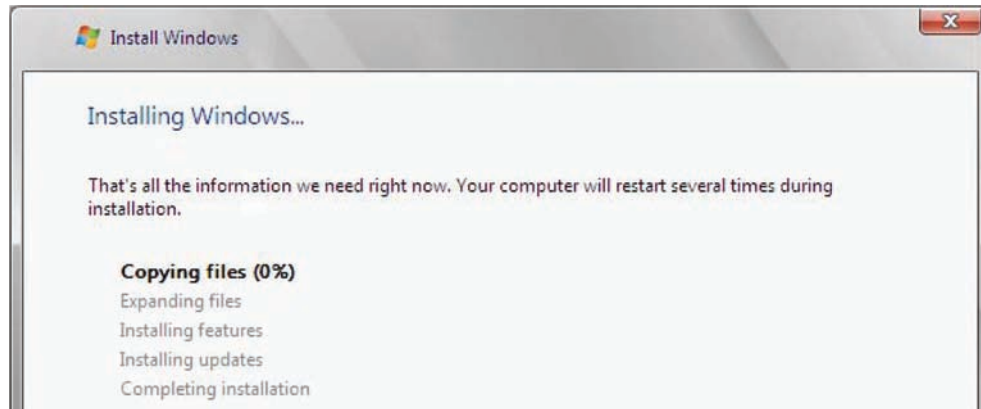 Install Windows
Installing Windows...
That's all the information we need right now. Your computer will restart several times during
installation.
Copying files (0%)
Expanding files
Installing features
Installing updates
Completing installation